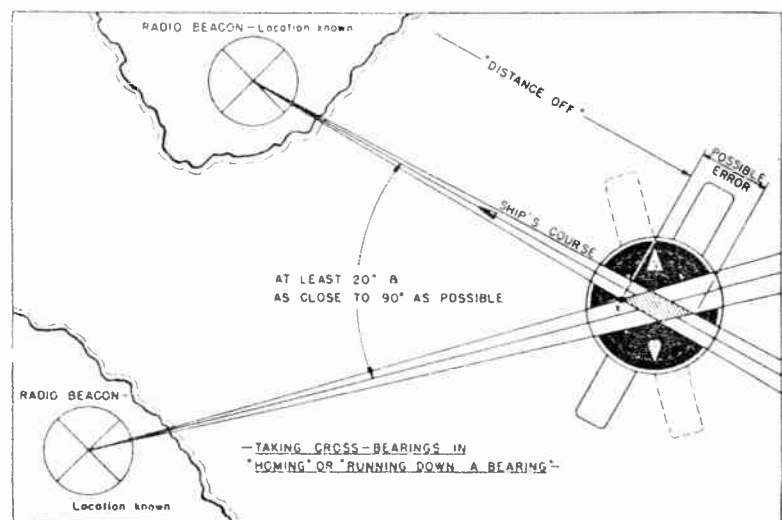 RADIO BEACON-Location known
"DISTANCE OFF"
POSSIBLE
ERROR
SHIP'S COURSE
AT LEAST 20° &
AS CLOSE TO 90° AS POSSIBLE
x
RADIO BEACON-
Location known
-TAKING CROSS-BEARINGS IN
"HOMING" OR "RUNNING DOWN A BEARING"-